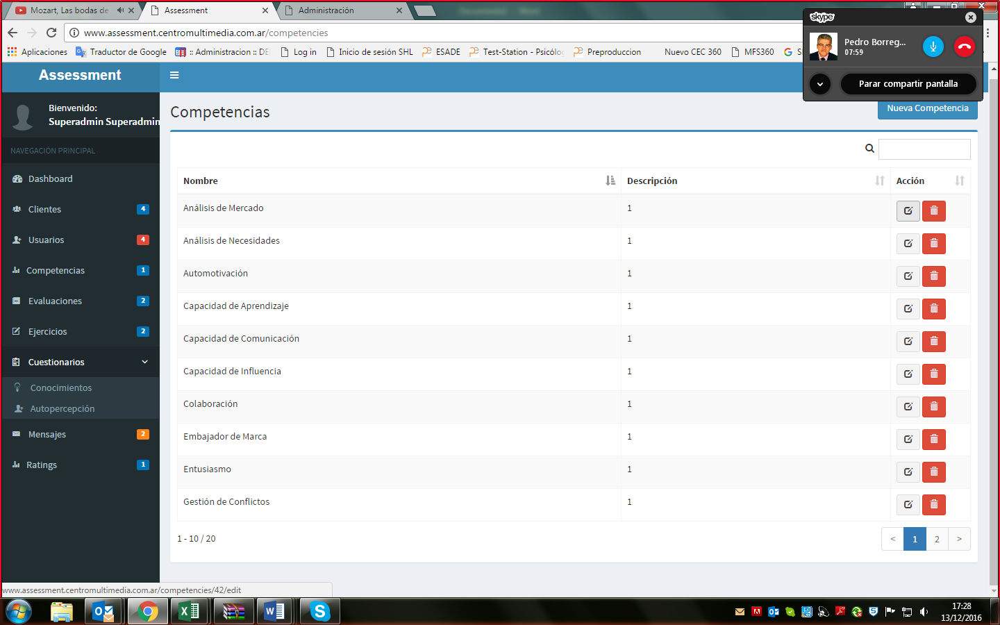 Mozart, Las bodas de
Assessment
Administración
www.assessment.centromultimedia.com.ar/competencies
Aplicaciones
Traductor de Google
:: Administracion :: DE
Log in
Inicio de sesión SHL
ESADE
Test-Station - Psicólo
Preproduccion
Nuevo CEC 360
MFS360
skype
Pedro Borreg...
07:59
Parar compartir pantalla
Assessment
Bienvenido:
Superadmin Superadmin
NAVEGACIÓN PRINCIPAL
Dashboard
Clientes 4
Usuarios 4
Competencias 1
Evaluaciones 2
Ejercicios 2
Cuestionarios
Conocimientos
Autopercepción
Mensajes 2
Ratings 1
Competencias
Nueva Competencia
Nombre Descripción Acción
Análisis de Mercado 1
Análisis de Necesidades 1
Automotivación 1
Capacidad de Aprendizaje 1
Capacidad de Comunicación 1
Capacidad de Influencia 1
Colaboración 1
Embajador de Marca 1
Entusiasmo 1
Gestión de Conflictos 1
1 - 10 / 20
< 1 2 >
www.assessment.centromultimedia.com.ar/competencies/42/edit
17:28
13/12/2016